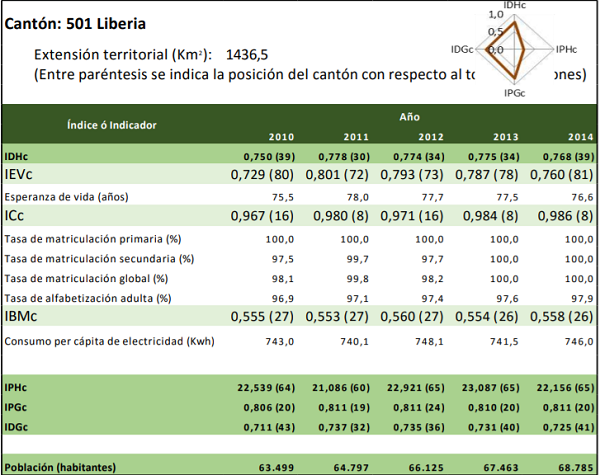 Cantón: 501 Liberia
IDHc
1,0
0,5
0,0
IDGc
IPHc
IPGc
Extensión territorial (Km²): 1436,5
(Entre paréntesis se indica la posición del cantón con respecto al to ones)
Índice ó Indicador Año
2010 2011 2012 2013 2014
IDHc 0,750 (39) 0,778 (30) 0,774 (34) 0,775 (34) 0,768 (39)
IEVc 0,729 (80) 0,801 (72) 0,793 (73) 0,787 (78) 0,760 (81)
Esperanza de vida (años) 75,5 78,0 77,7 77,5 76,6
ICc 0,967 (16) 0,980 (8) 0,971 (16) 0,984 (8) 0,986 (8)
Tasa de matriculación primaria (%) 100,0 100,0 100,0 100,0 100,0
Tasa de matriculación secundaria (%) 97,5 99,7 97,7 100,0 100,0
Tasa de matriculación global (%) 98,1 99,8 98,2 100,0 100,0
Tasa de alfabetización adulta (%) 96,9 97,1 97,4 97,6 97,9
IBMc 0,555 (27) 0,553 (27) 0,560 (27) 0,554 (26) 0,558 (26)
Consumo per cápita de electricidad (Kwh) 743,0 740,1 748,1 741,5 746,0
IPHc 22,539 (64) 21,086 (60) 22,921 (65) 23,087 (65) 22,156 (65)
IPGc 0,806 (20) 0,811 (19) 0,811 (24) 0,810 (20) 0,811 (20)
IDGc 0,711 (43) 0,737 (32) 0,735 (36) 0,731 (40) 0,725 (41)
Población (habitantes) 63.499 64.797 66.125 67.463 68.785